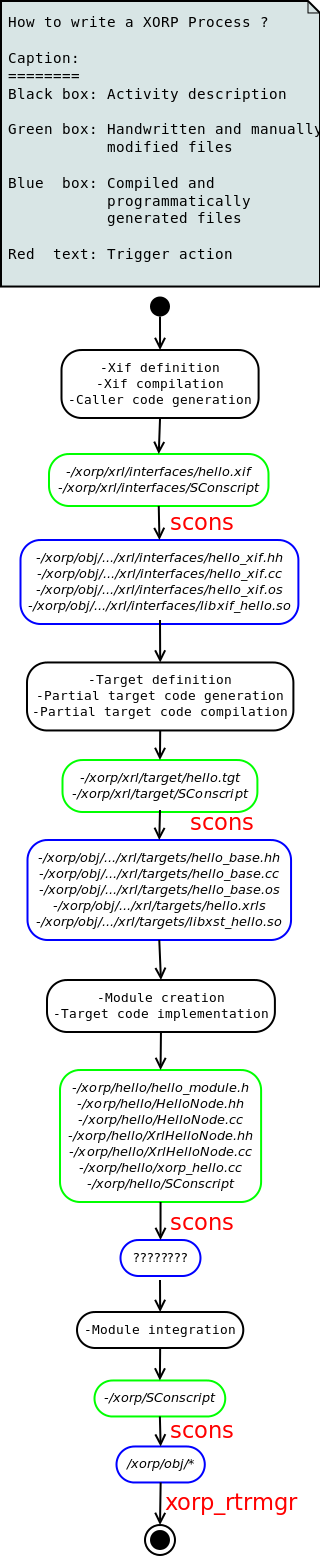 How to write a XORP Process ?
Caption:
========
Black box: Activity description
Green box: Handwritten and manually
modified files
Blue  box: Compiled and
programmatically
generated files
Red  text: Trigger action
-Xif definition
-Xif compilation
-Caller code generation
-/xorp/xrl/interfaces/hello.xif
-/xorp/xrl/interfaces/SConscript
scons
-/xorp/obj/.../xrl/interfaces/hello_xif.hh
-/xorp/obj/.../xrl/interfaces/hello_xif.cc
-/xorp/obj/.../xrl/interfaces/hello_xif.os
-/xorp/obj/.../xrl/interfaces/libxif_hello.so
-Target definition
-Partial target code generation
-Partial target code compilation
-/xorp/xrl/target/hello.tgt
-/xorp/xrl/target/SConscript
scons
-/xorp/obj/.../xrl/targets/hello_base.hh
-/xorp/obj/.../xrl/targets/hello_base.cc
-/xorp/obj/.../xrl/targets/hello_base.os
-/xorp/obj/.../xrl/targets/hello.xrls
-/xorp/obj/.../xrl/targets/libxst_hello.so
-Module creation
-Target code implementation
-/xorp/hello/hello_module.h
-/xorp/hello/HelloNode.hh
-/xorp/hello/HelloNode.cc
-/xorp/hello/XrlHelloNode.hh
-/xorp/hello/XrlHelloNode.cc
-/xorp/hello/xorp_hello.cc
-/xorp/hello/SConscript
scons
????????
-Module integration
-/xorp/SConscript
scons
/xorp/obj/*
xorp_rtrmgr